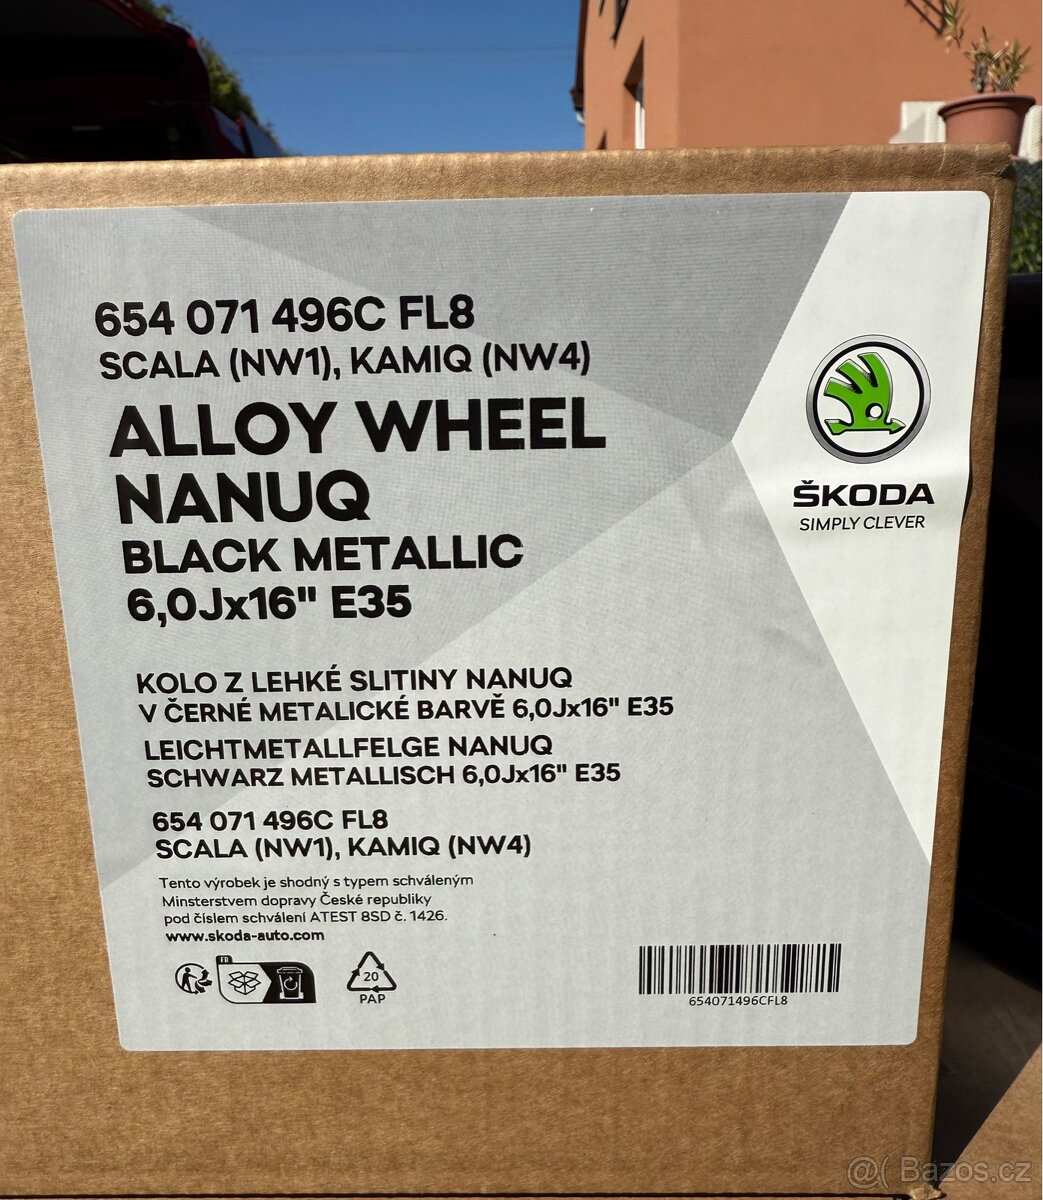 654 071 496C FL8
SCALA (NW1), KAMIQ (NW4)
ALLOY WHEEL
NANUQ
BLACK METALLIC
6,0Jx16" E35
ŠKODA
SIMPLY CLEVER
KOLO Z LEHKÉ SLITINY NANUQ
V ČERNÉ METALICKÉ BARVĚ 6,0Jx16" E35
LEICHTMETALLFELGE NANUQ
SCHWARZ METALLISCH 6,0Jx16" E35
654 071 496C FL8
SCALA (NW1), KAMIQ (NW4)
Tento výrobek je shodný s typem schváleným
Minsterstvem dopravy České republiky
pod číslem schválení ATEST 8SD č. 1426.
www.skoda-auto.com
FR
20
PAP
654071496CFL8
@( Bazos.cz